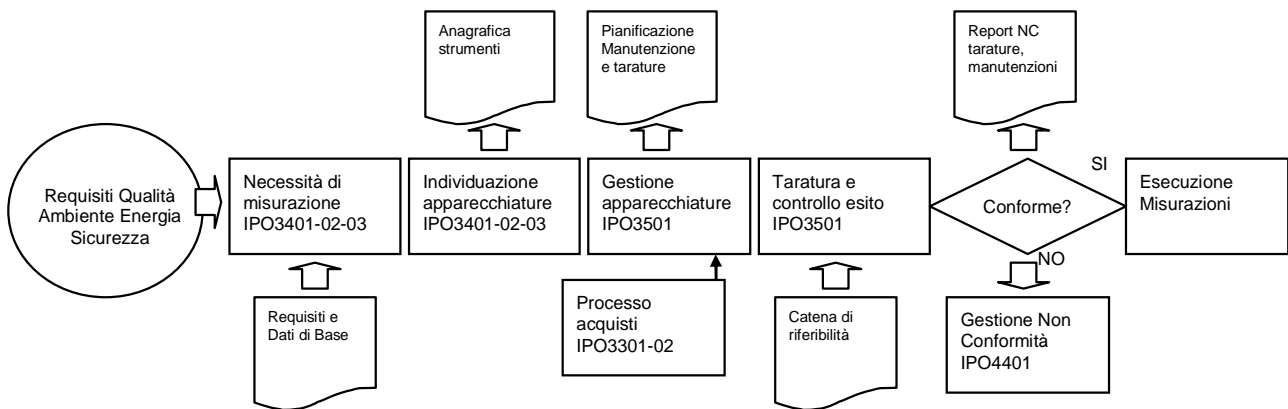 Anagrafica
strumenti
Pianificazione
Manutenzione
e tarature
Report NC
tarature,
manutenzioni
Requisiti Qualità
Ambiente Energia
Sicurezza
Necessità di
misurazione
IPO3401-02-03
Individuazione
apparecchiature
IPO3401-02-03
Gestione
apparecchiature
IPO3501
Taratura e
controllo esito
IPO3501
Conforme?
SI
Esecuzione
Misurazioni
NO
Requisiti e
Dati di Base
Processo
acquisti
IPO3301-02
Catena di
riferibilità
Gestione Non
Conformità
IPO4401